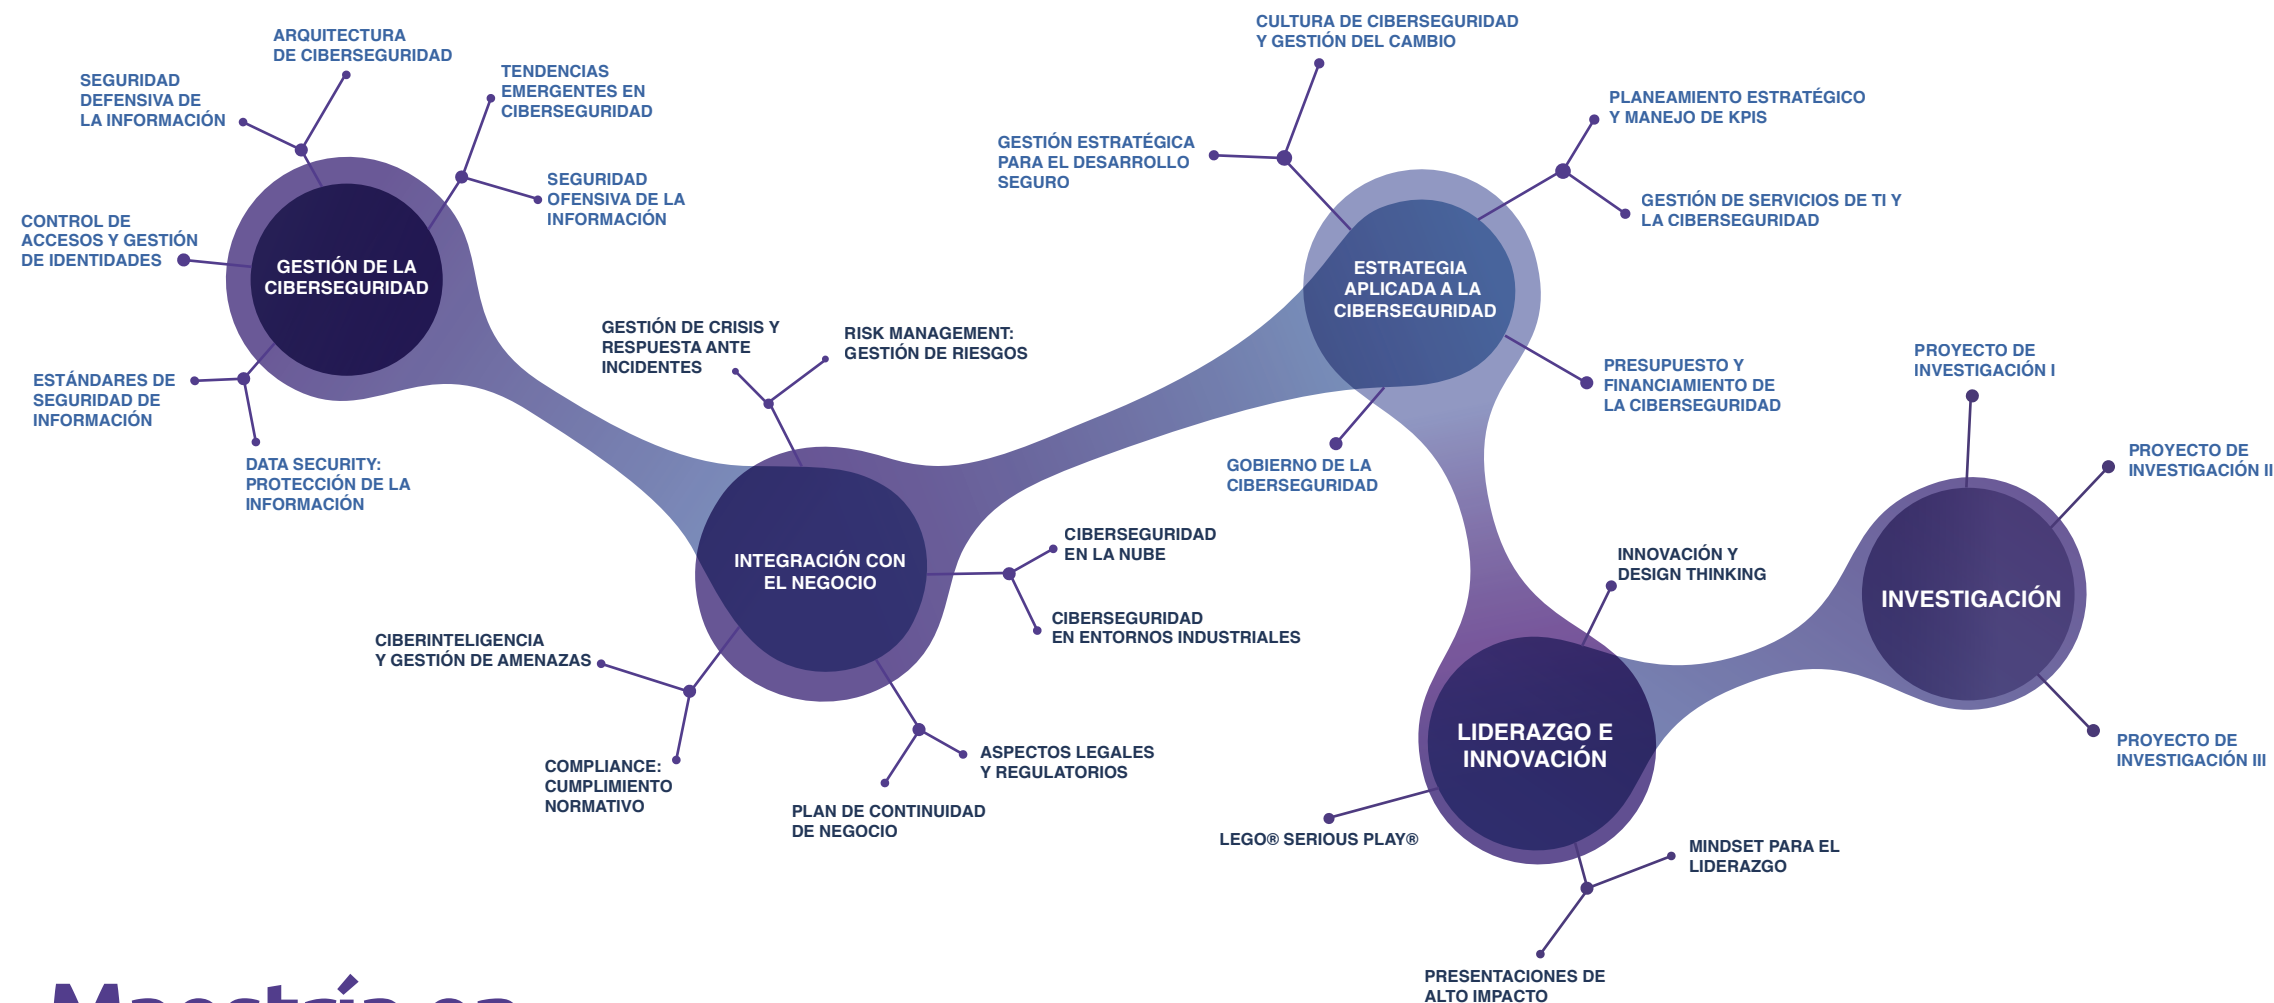 ARQUITECTURA
DE CIBERSEGURIDAD
SEGURIDAD
DEFENSIVA DE
LA INFORMACIÓN
TENDENCIAS
EMERGENTES EN
CIBERSEGURIDAD
SEGURIDAD
OFENSIVA DE LA
INFORMACIÓN
CONTROL DE
ACCESOS Y GESTIÓN
DE IDENTIDADES
GESTIÓN DE LA
CIBERSEGURIDAD
ESTÁNDARES DE
SEGURIDAD DE
INFORMACIÓN
DATA SECURITY:
PROTECCIÓN DE LA
INFORMACIÓN
GESTIÓN DE CRISIS Y
RESPUESTA ANTE
INCIDENTES
RISK MANAGEMENT:
GESTIÓN DE RIESGOS
INTEGRACIÓN CON
EL NEGOCIO
CIBERSEGURIDAD
EN LA NUBE
CIBERSEGURIDAD
EN ENTORNOS INDUSTRIALES
CIBERINTELIGENCIA
Y GESTIÓN DE AMENAZAS
COMPLIANCE:
CUMPLIMIENTO
NORMATIVO
ASPECTOS LEGALES
Y REGULATORIOS
PLAN DE CONTINUIDAD
DE NEGOCIO
CULTURA DE CIBERSEGURIDAD
Y GESTIÓN DEL CAMBIO
GESTIÓN ESTRATÉGICA
PARA EL DESARROLLO
SEGURO
PLANEAMIENTO ESTRATÉGICO
Y MANEJO DE KPIS
GESTIÓN DE SERVICIOS DE TI Y
LA CIBERSEGURIDAD
ESTRATEGIA
APLICADA A LA
CIBERSEGURIDAD
PRESUPUESTO Y
FINANCIAMIENTO DE
LA CIBERSEGURIDAD
GOBIERNO DE LA
CIBERSEGURIDAD
INNOVACIÓN Y
DESIGN THINKING
LIDERAZGO E
INNOVACIÓN
LEGO® SERIOUS PLAY®
MINDSET PARA EL
LIDERAZGO
PRESENTACIONES DE
ALTO IMPACTO
PROYECTO DE
INVESTIGACIÓN I
PROYECTO DE
INVESTIGACIÓN II
INVESTIGACIÓN
PROYECTO DE
INVESTIGACIÓN III
Maestría en